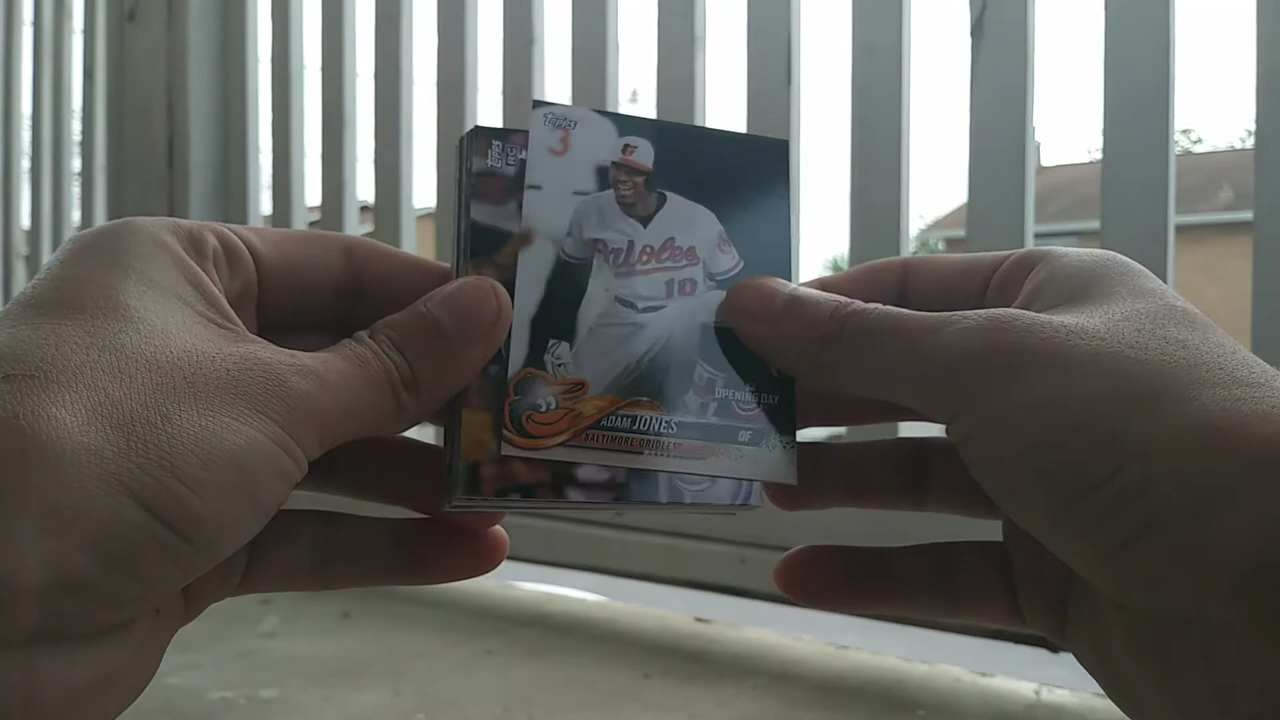 Topps
3
Topps
RC
Orioles
10
OPENING DAY
ADAM JONES
OF
BALTIMORE ORIOLES